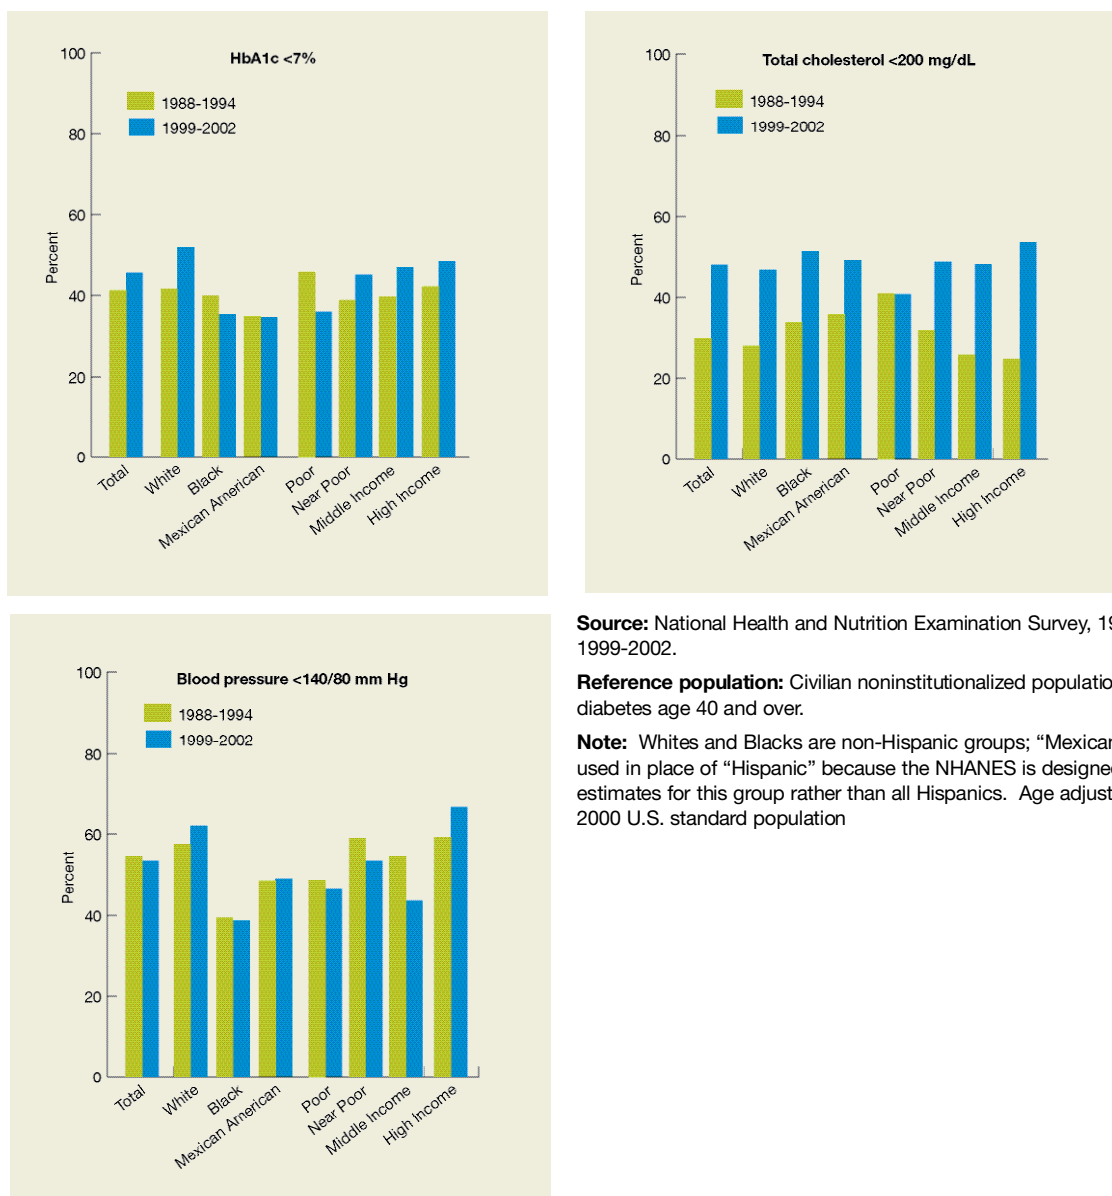 HbA1c <7%
100
80
60
40
20
0
Percent
1988-1994
1999-2002
Total
White
Black
Mexican American
Poor
Near Poor
Middle Income
High Income
Total cholesterol <200 mg/dL
100
80
60
40
20
0
Percent
1988-1994
1999-2002
Total
White
Black
Mexican American
Poor
Near Poor
Middle Income
High Income
Blood pressure <140/80 mm Hg
100
80
60
40
20
0
Percent
1988-1994
1999-2002
Total
White
Black
Mexican American
Poor
Near Poor
Middle Income
High Income
Source: National Health and Nutrition Examination Survey, 19
1999-2002.
Reference population: Civilian noninstitutionalized populatio
diabetes age 40 and over.
Note: Whites and Blacks are non-Hispanic groups; “Mexican
used in place of “Hispanic” because the NHANES is designe
estimates for this group rather than all Hispanics. Age adjust
2000 U.S. standard population